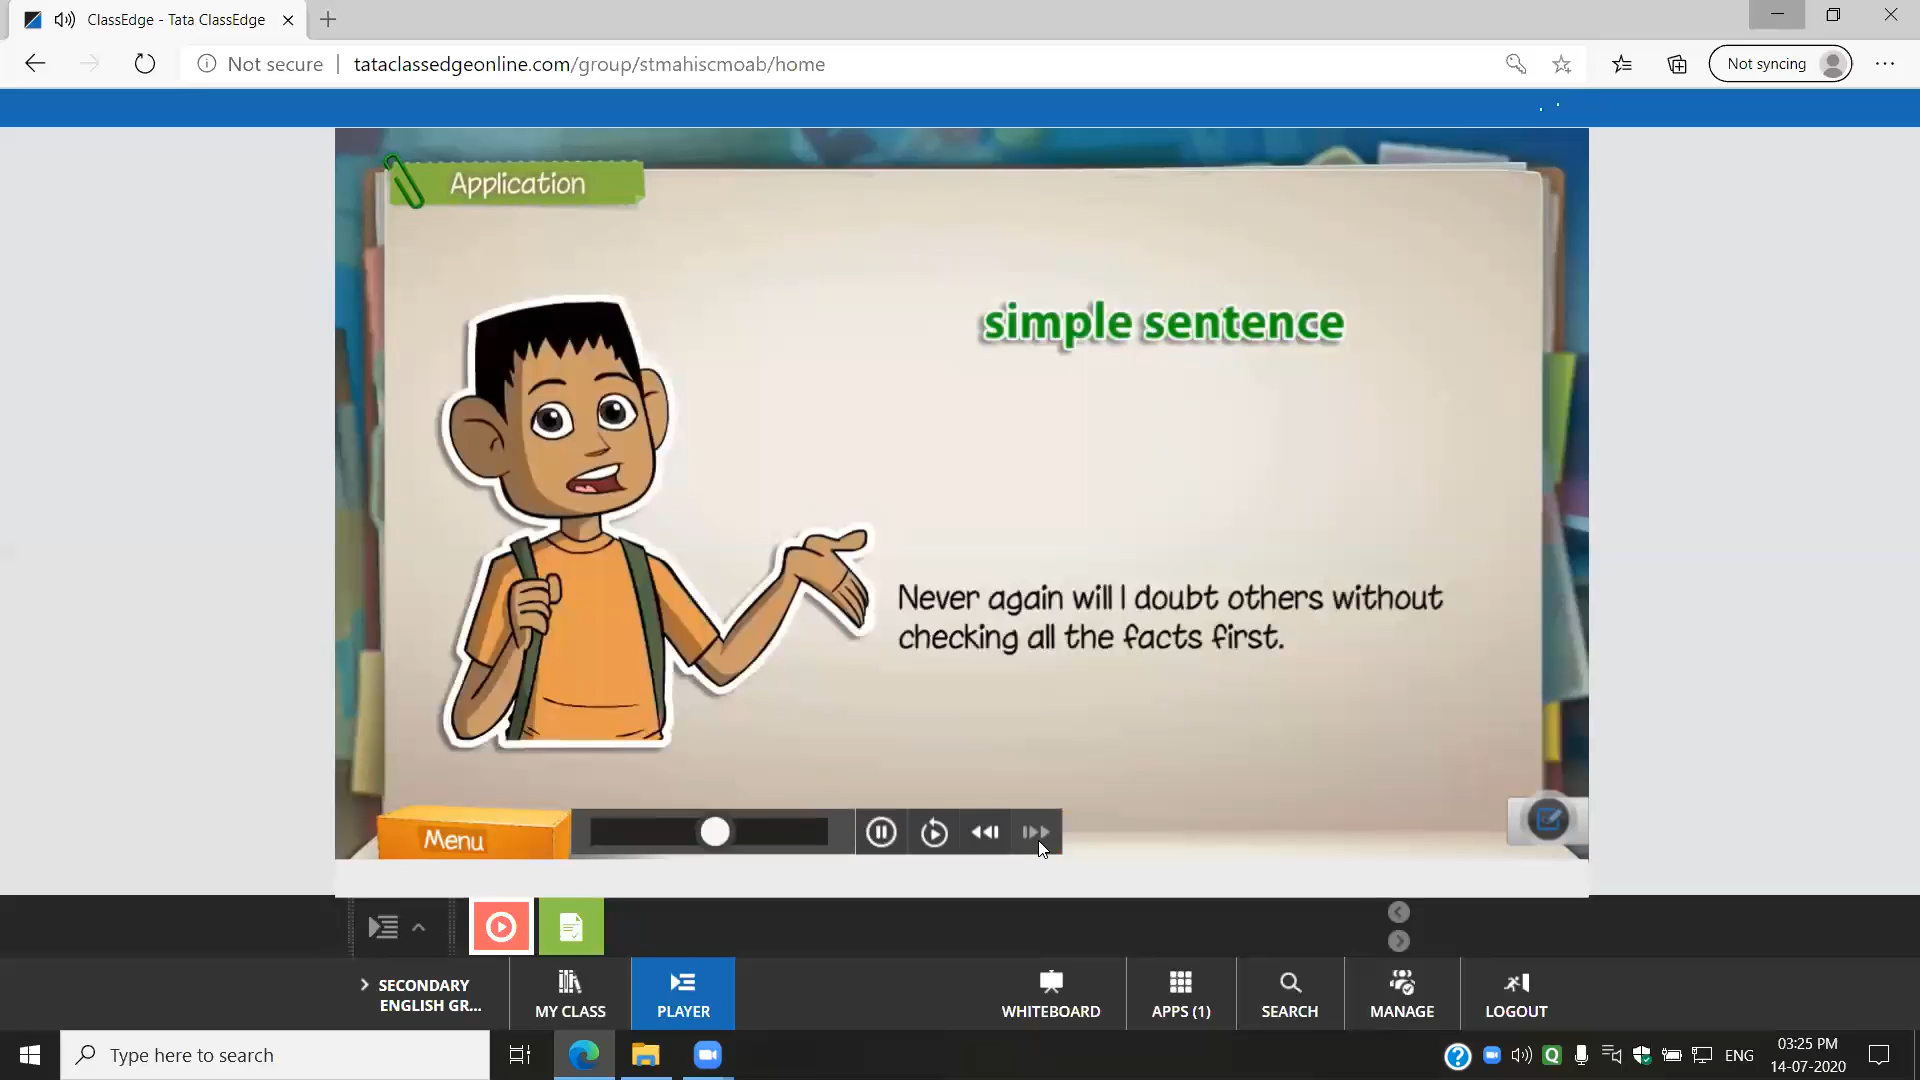 ClassEdge - Tata ClassEdge
Not secure
tataclassedgeonline.com/group/stmahiscmoab/home
Not syncing
Application
simple sentence
Never again will I doubt others without
checking all the facts first.
Menu
SECONDARY
ENGLISH GR...
MY CLASS
PLAYER
WHITEBOARD
APPS (1)
SEARCH
MANAGE
LOGOUT
Type here to search
ENG
03:25 PM
14-07-2020